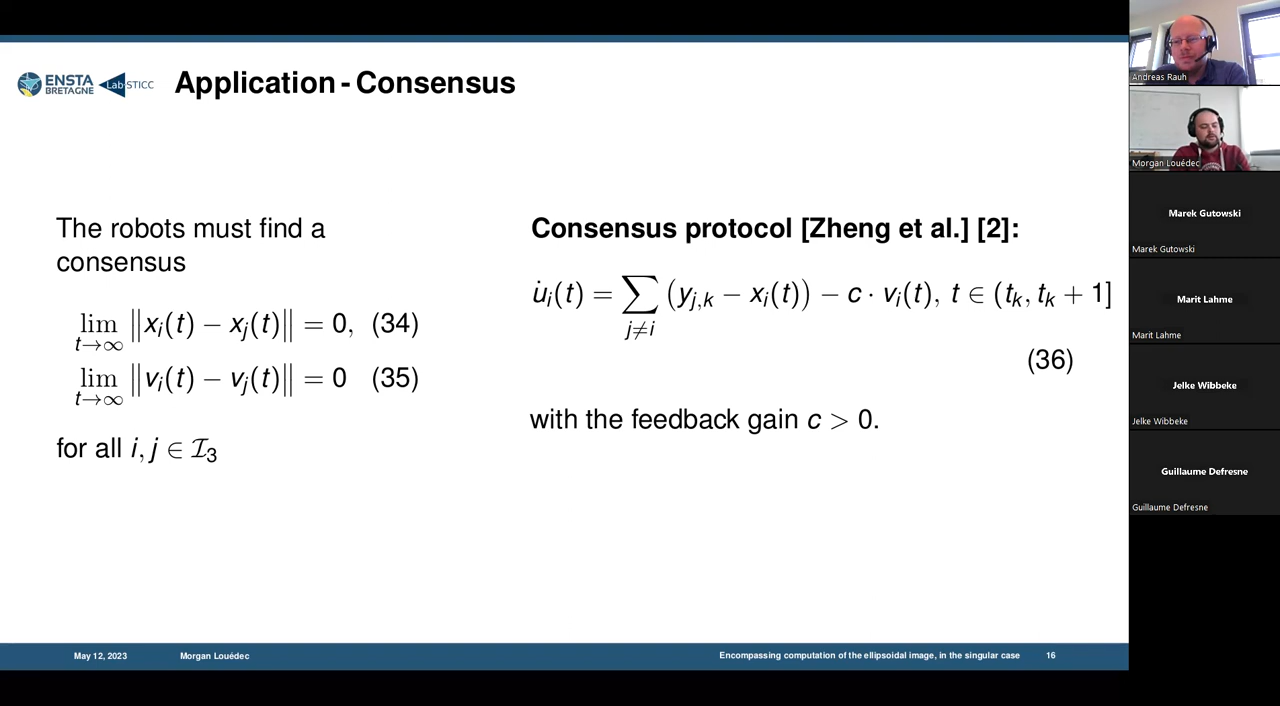 ENSTA
BRETAGNE
Lab-STICC
Application - Consensus
The robots must find a
consensus
lim t→∞ ‖xᵢ(t) − xⱼ(t)‖ = 0, (34)
lim t→∞ ‖vᵢ(t) − vⱼ(t)‖ = 0 (35)
for all i, j ∈ ℐ₃
Consensus protocol [Zheng et al.] [2]:
u̇ᵢ(t) = ∑ j≠i (yⱼ,ₖ − xᵢ(t)) − c · vᵢ(t), t ∈ (tₖ, tₖ + 1]
(36)
with the feedback gain c > 0.
May 12, 2023 Morgan Louédec Encompassing computation of the ellipsoidal image, in the singular case 16
Andreas Rauh
Morgan Louédec
Marek Gutowski
Marek Gutowski
Marit Lahme
Marit Lahme
Jelke Wibbeke
Jelke Wibbeke
Guillaume Defresne
Guillaume Defresne